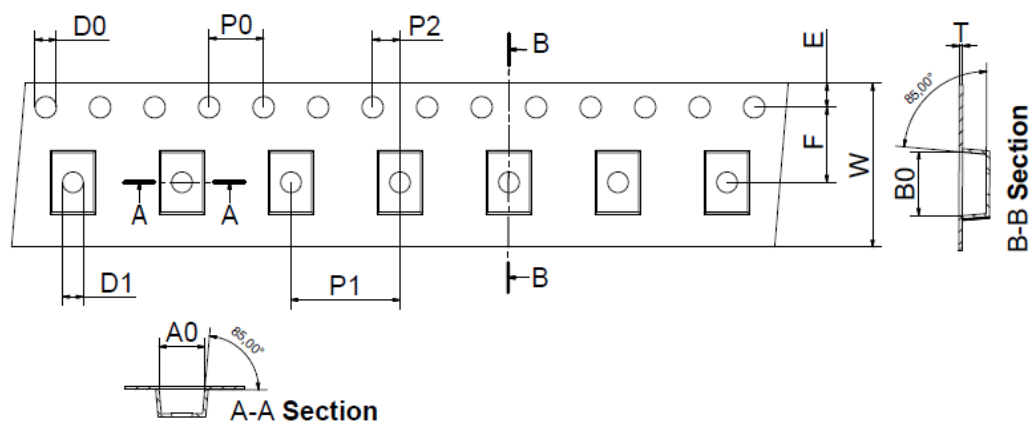 D0
P0
P2
B
E
T
85,00°
F
W
B0
B-B Section
A
A
B
D1
P1
A0
85,00°
A-A Section